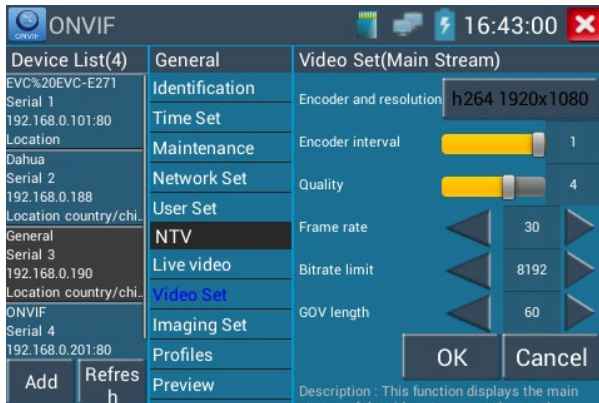 ONVIF
ONVIF 16:43:00
Device List(4)
EVC%20EVC-E271
Serial 1
192.168.0.101:80
Location
Dahua
Serial 2
192.168.0.188
Location country/chi..
General
Serial 3
192.168.0.190
Location country/chi..
ONVIF
Serial 4
192.168.0.201:80
Add
Refres
h
General
Identification
Time Set
Maintenance
Network Set
User Set
NTV
Live video
Video Set
Imaging Set
Profiles
Preview
Video Set(Main Stream)
Encoder and resolution h264 1920x1080
Encoder interval 1
Quality 4
Frame rate 30
Bitrate limit 8192
GOV length 60
OK Cancel
Description : This function displays the main